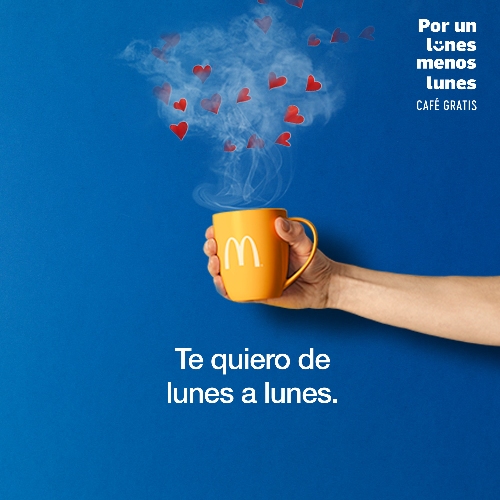 Por un
lunes
menos
lunes
CAFÉ GRATIS
M
Te quiero de
lunes a lunes.